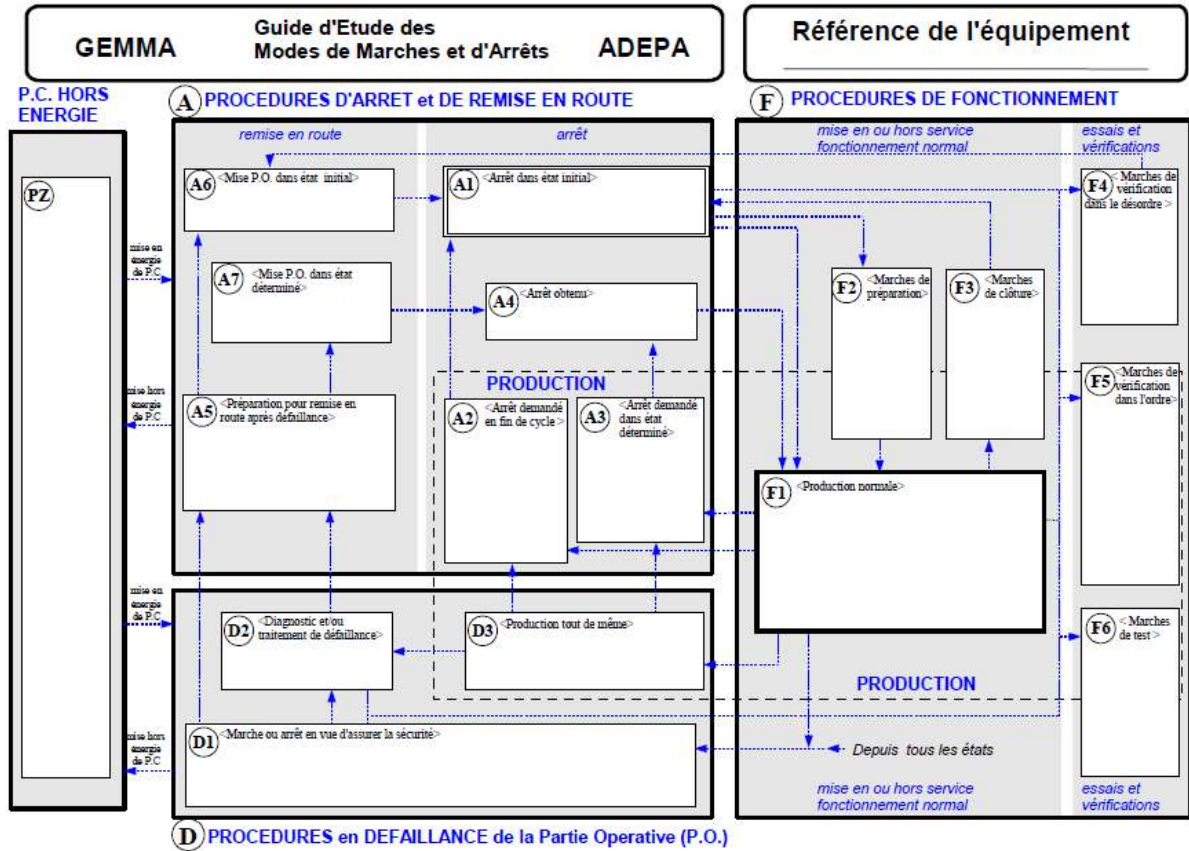 GEMMA
Guide d'Etude des
Modes de Marches et d'Arrêts
ADEPA
Référence de l'équipement
P.C. HORS
ENERGIE
A PROCEDURES D'ARRET et DE REMISE EN ROUTE
F PROCEDURES DE FONCTIONNEMENT
remise en route
arrêt
mise en ou hors service
fonctionnement normal
essais et
vérifications
PZ
A6 <Mise P.O. dans état initial>
A1 <Arrêt dans état initial>
F4 < Marches de
vérification
dans le désordre >
mise en
énergie
de P.C
A7 <Mise P.O. dans état
déterminé>
A4 <Arrêt obtenu>
F2 <Marches de
préparation>
F3 <Marches
de clôture>
PRODUCTION
mise hors
énergie
de P.C
A5 <Préparation pour remise en
route après défaillance>
A2 <Arrêt demandé
en fin de cycle >
A3 <Arrêt demandé
dans état
déterminé>
F5 <Marches de
vérification
dans l'ordre>
F1 <Production normale>
mise en
énergie
de P.C
D2 <Diagnostic et/ou
traitement de défaillance>
D3 <Production tout de même>
F6 < Marches
de test >
PRODUCTION
mise hors
énergie
de P.C
D1 <Marche ou arrêt en vue d'assurer la sécurité>
Depuis tous les états
mise en ou hors service
fonctionnement normal
essais et
vérifications
D PROCEDURES en DEFAILLANCE de la Partie Operative (P.O.)